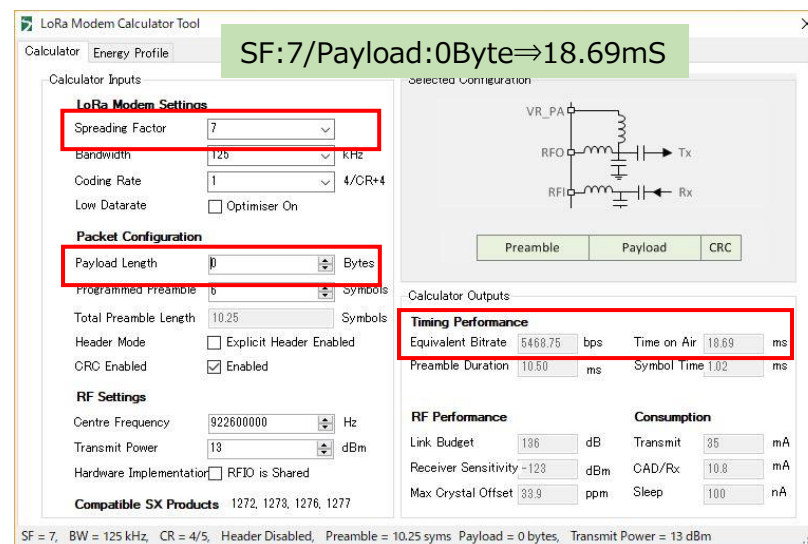 LoRa Modem Calculator Tool
SF:7/Payload:0Byte⇒18.69mS
Calculator Energy Profile
Calculator Inputs
LoRa Modem Settings
Spreading Factor 7
Bandwidth 125 kHz
Coding Rate 1 4/CR+4
Low Datarate Optimiser On
Packet Configuration
Payload Length 0 Bytes
Programmed Preamble 6 Symbols
Total Preamble Length 10.25 Symbols
Header Mode Explicit Header Enabled
CRC Enabled Enabled
RF Settings
Centre Frequency 922600000 Hz
Transmit Power 13 dBm
Hardware Implementation RFIO is Shared
Compatible SX Products 1272, 1273, 1276, 1277
Selected Configuration
VR_PA
RFO Tx
RFI Rx
Preamble Payload CRC
Calculator Outputs
Timing Performance
Equivalent Bitrate 5468.75 bps Time on Air 18.69 ms
Preamble Duration 10.50 ms Symbol Time 1.02 ms
RF Performance Consumption
Link Budget 136 dB Transmit 35 mA
Receiver Sensitivity -123 dBm CAD/Rx 10.8 mA
Max Crystal Offset 33.9 ppm Sleep 100 nA
SF = 7, BW = 125 kHz, CR = 4/5, Header Disabled, Preamble = 10.25 syms Payload = 0 bytes, Transmit Power = 13 dBm